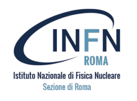 INFN
ROMA
Istituto Nazionale di Fisica Nucleare
Sezione di Roma